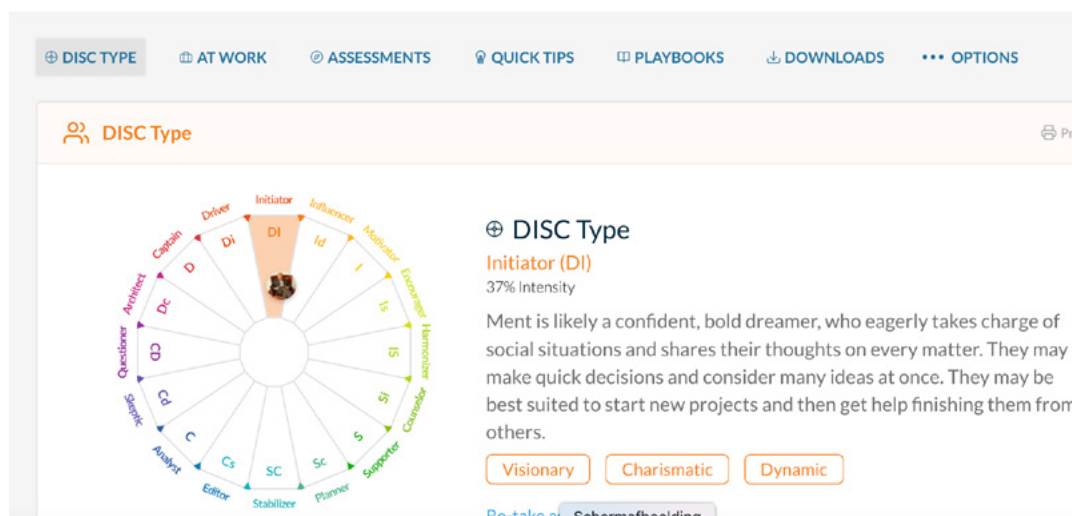 DISC TYPE
AT WORK
ASSESSMENTS
QUICK TIPS
PLAYBOOKS
DOWNLOADS
OPTIONS
DISC Type
Initiator
Influencer
Motivator
Encourager
Harmonizer
Counselor
Supporter
Planner
Stabilizer
Editor
Analyst
Skeptic
Questioner
Architect
Captain
Driver
DI
Id
I
Is
IS
Si
S
Sc
SC
Cs
C
Cd
CD
Dc
D
Di
DISC Type
Initiator (DI)
37% Intensity
Ment is likely a confident, bold dreamer, who eagerly takes charge of
social situations and shares their thoughts on every matter. They may
make quick decisions and consider many ideas at once. They may be
best suited to start new projects and then get help finishing them from
others.
Visionary
Charismatic
Dynamic